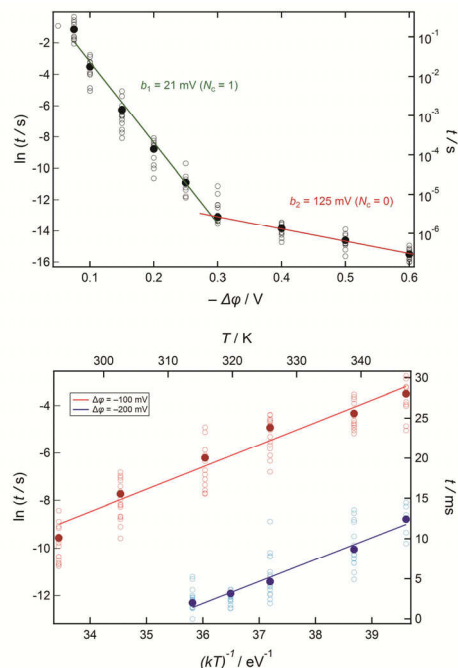 -2
-4
-6
-8
-10
-12
-14
-16
ln (t / s)
b₁ = 21 mV (N_c = 1)
b₂ = 125 mV (N_c = 0)
10⁻¹
10⁻²
10⁻³
10⁻⁴
10⁻⁵
10⁻⁶
t / s
0.1 0.2 0.3 0.4 0.5 0.6
– Δφ / V
T / K
300 310 320 330 340
Δφ = –100 mV
Δφ = –200 mV
-4
-6
-8
-10
-12
ln (t / s)
30
25
20
15
10
5
0
t / ms
34 35 36 37 38 39
(kT)⁻¹ / eV⁻¹